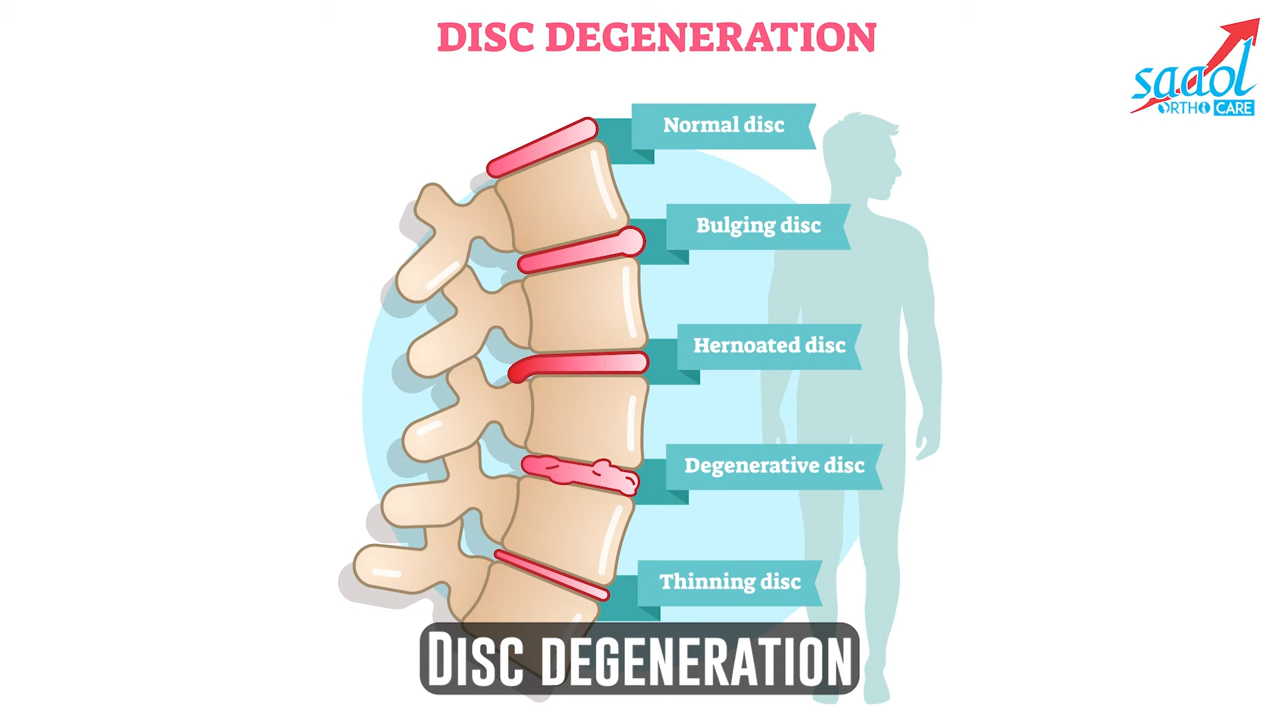 DISC DEGENERATION
saaol
ORTHO CARE
Normal disc
Bulging disc
Hernoated disc
Degenerative disc
Thinning disc
DISC DEGENERATION